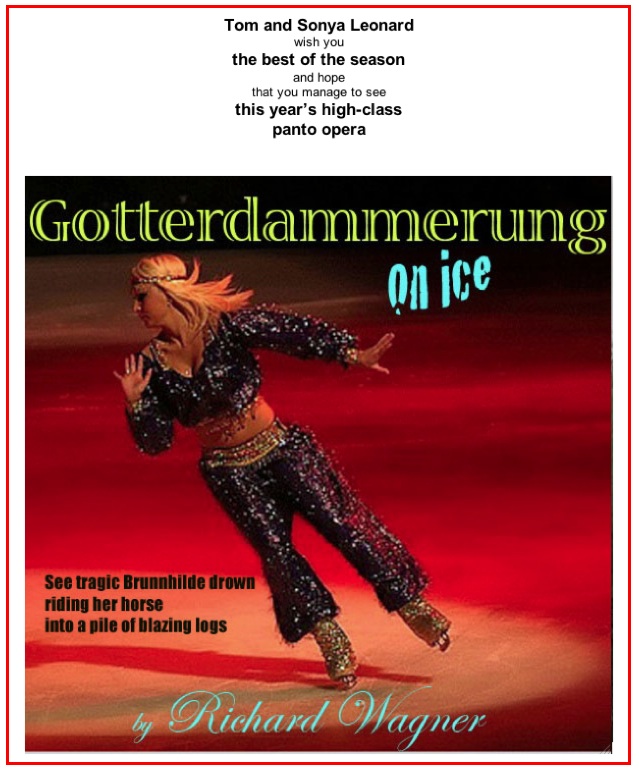 Tom and Sonya Leonard
wish you
the best of the season
and hope
that you manage to see
this year’s high-class
panto opera
Gotterdammerung
On ice
See tragic Brunnhilde drown
riding her horse
into a pile of blazing logs
by Richard Wagner